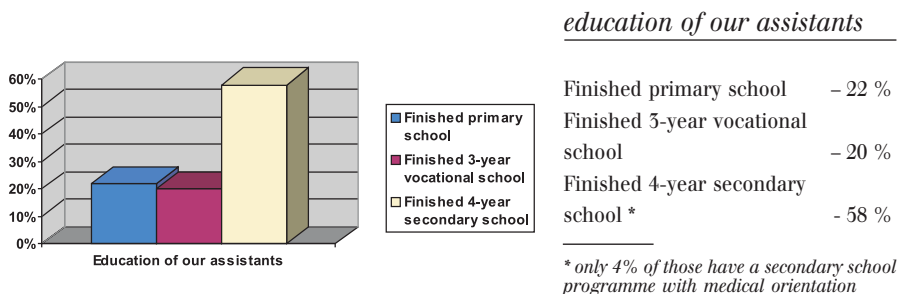 60%
50%
40%
30%
20%
10%
0%
Education of our assistants
Finished primary
school
Finished 3-year
vocational school
Finished 4-year
secondary school
education of our assistants
Finished primary school – 22 %
Finished 3-year vocational
school – 20 %
Finished 4-year secondary
school * - 58 %
* only 4% of those have a secondary school
programme with medical orientation